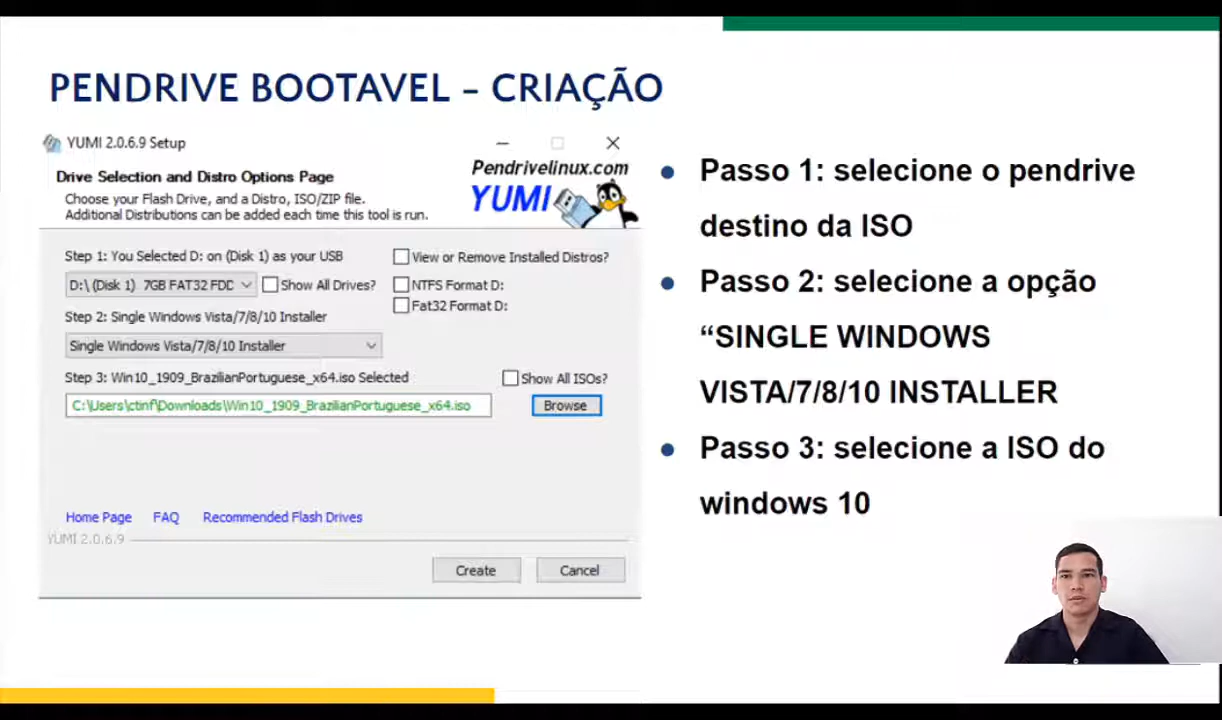 PENDRIVE BOOTAVEL - CRIAÇÃO
YUMI 2.0.6.9 Setup
Drive Selection and Distro Options Page
Choose your Flash Drive, and a Distro, ISO/ZIP file.
Additional Distributions can be added each time this tool is run.
Pendrivelinux.com
YUMI
Step 1: You Selected D: on (Disk 1) as your USB
View or Remove Installed Distros?
D:\ (Disk 1) 7GB FAT32 FDD
Show All Drives?
NTFS Format D:
Fat32 Format D:
Step 2: Single Windows Vista/7/8/10 Installer
Single Windows Vista/7/8/10 Installer
Step 3: Win10_1909_BrazilianPortuguese_x64.iso Selected
Show All ISOs?
C:\Users\ctinf\Downloads\Win10_1909_BrazilianPortuguese_x64.iso
Browse
Home Page FAQ Recommended Flash Drives
YUMI 2.0.6.9
Create Cancel
Passo 1: selecione o pendrive
destino da ISO
Passo 2: selecione a opção
“SINGLE WINDOWS
VISTA/7/8/10 INSTALLER
Passo 3: selecione a ISO do
windows 10